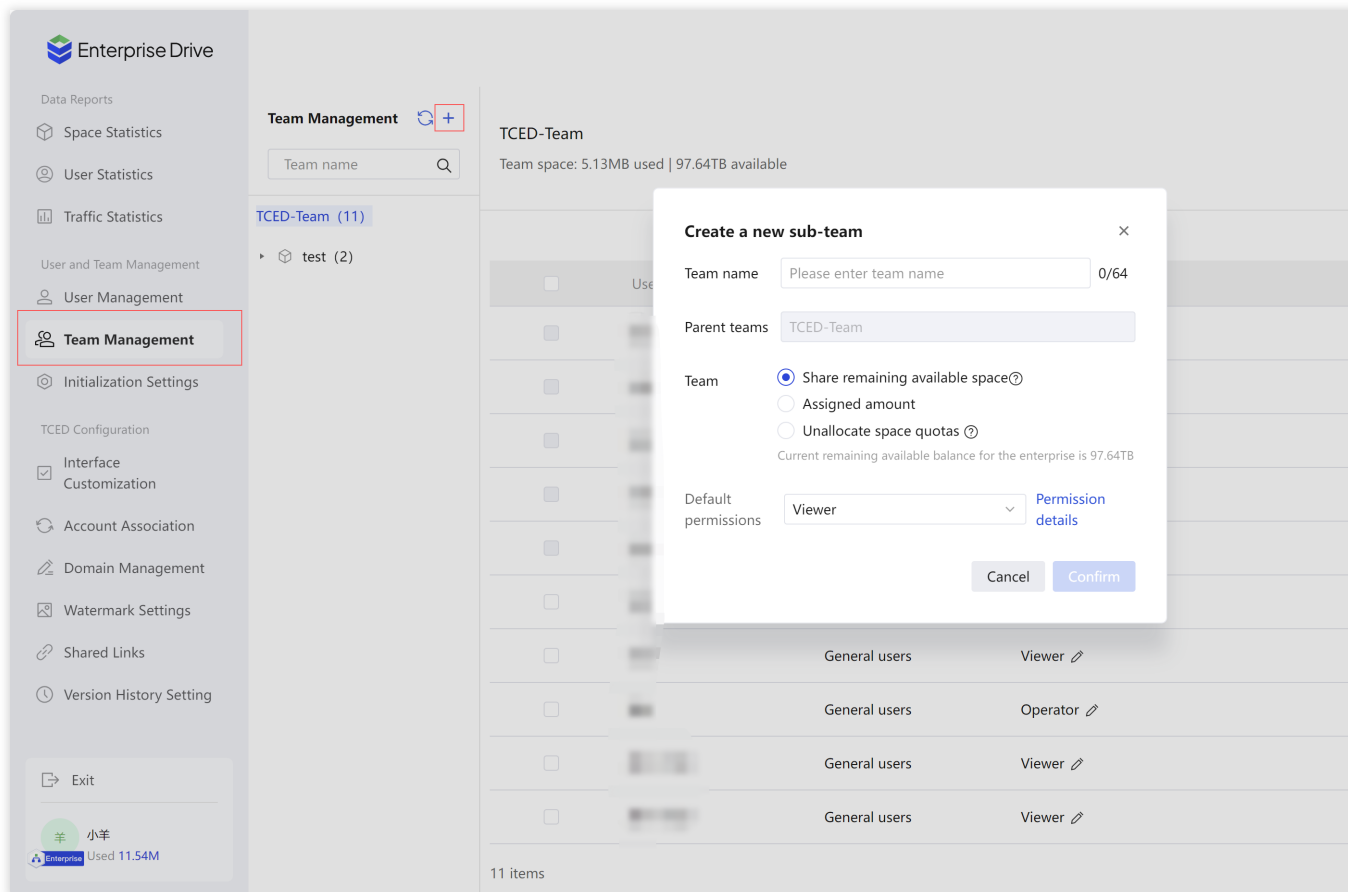 Enterprise Drive
Data Reports
Space Statistics
User Statistics
Traffic Statistics
User and Team Management
User Management
Team Management
Initialization Settings
TCED Configuration
Interface
Customization
Account Association
Domain Management
Watermark Settings
Shared Links
Version History Setting
Exit
羊
小羊
Enterprise
Used 11.54M
Team Management
Team name
TCED-Team (11)
test (2)
TCED-Team
Team space: 5.13MB used | 97.64TB available
Create a new sub-team
Team name Please enter team name 0/64
Parent teams TCED-Team
Team Share remaining available space
Assigned amount
Unallocate space quotas
Current remaining available balance for the enterprise is 97.64TB
Default
permissions
Viewer
Permission
details
Cancel Confirm
General users Viewer
General users Operator
General users Viewer
General users Viewer
11 items